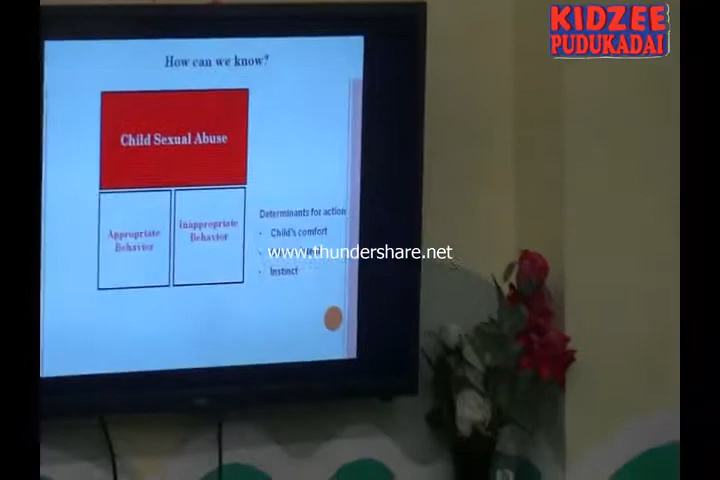 KIDZEE
PUDUKADAI
How can we know?
Child Sexual Abuse
Appropriate
Behavior
Inappropriate
Behavior
Determinants for action
Child's comfort
www.thundershare.net
Instinct